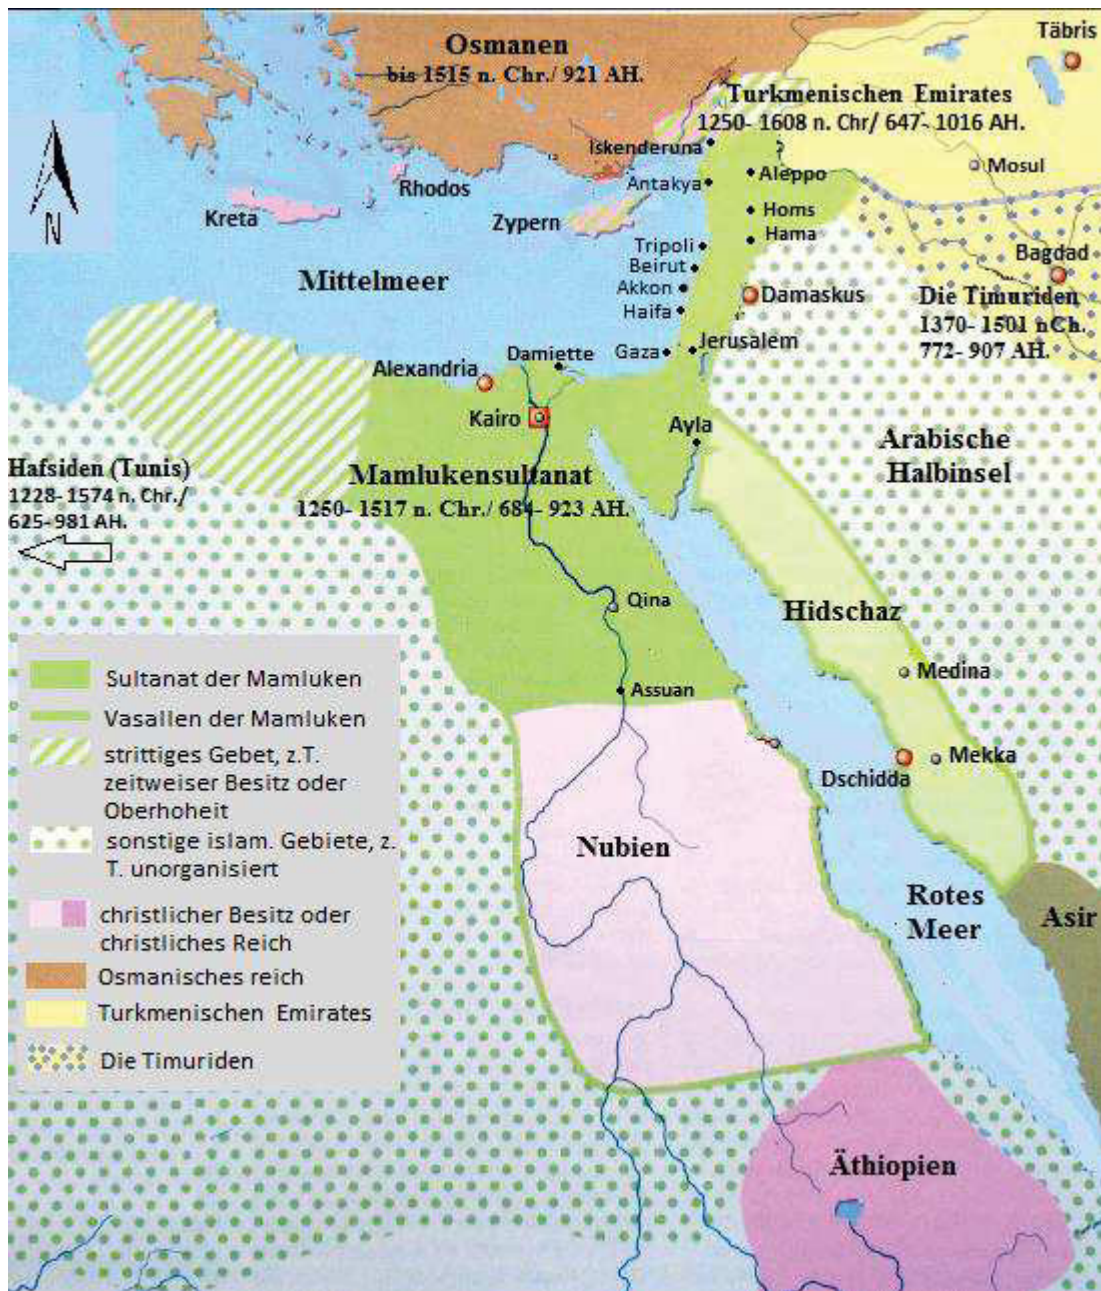 Täbris
Osmanen
bis 1515 n. Chr./ 921 AH.
Turkmenischen Emirates
1250- 1608 n. Chr/ 647- 1016 AH.
Iskenderuna
Aleppo
Mosul
Antakya
Rhodos
Kreta
Zypern
N
Homs
Hama
Tripoli
Beirut
Bagdad
Mittelmeer
Akkon
Damaskus
Haifa
Die Timuriden
1370- 1501 nCh.
772- 907 AH.
Jerusalem
Gaza
Damiette
Alexandria
Kairo
Ayla
Arabische
Halbinsel
Hafsiden (Tunis)
1228- 1574 n. Chr./
625- 981 AH.
Mamlukensultanat
1250- 1517 n. Chr./ 684- 923 AH.
Qina
Hidschaz
Medina
Assuan
Mekka
Dschidda
Nubien
Rotes
Meer
Asir
Äthiopien
Sultanat der Mamluken
Vasallen der Mamluken
strittiges Gebet, z.T.
zeitweiser Besitz oder
Oberhoheit
sonstige islam. Gebiete, z.
T. unorganisiert
christlicher Besitz oder
christliches Reich
Osmanisches reich
Turkmenischen Emirates
Die Timuriden